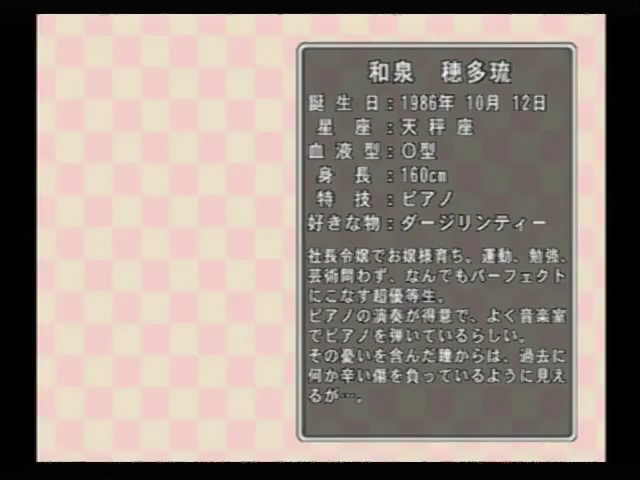 和泉　穂多琉
誕生日：1986年 10月 12日
星座：天秤座
血液型：O型
身長：160cm
特技：ピアノ
好きな物：ダージリンティー
社長令嬢でお嬢様育ち。運動、勉強、
芸術問わず、なんでもパーフェクト
にこなす超優等生。
ピアノの演奏が得意で、よく音楽室
でピアノを弾いているらしい。
その憂いを含んだ瞳からは、過去に
何か辛い傷を負っているように見え
るが…。